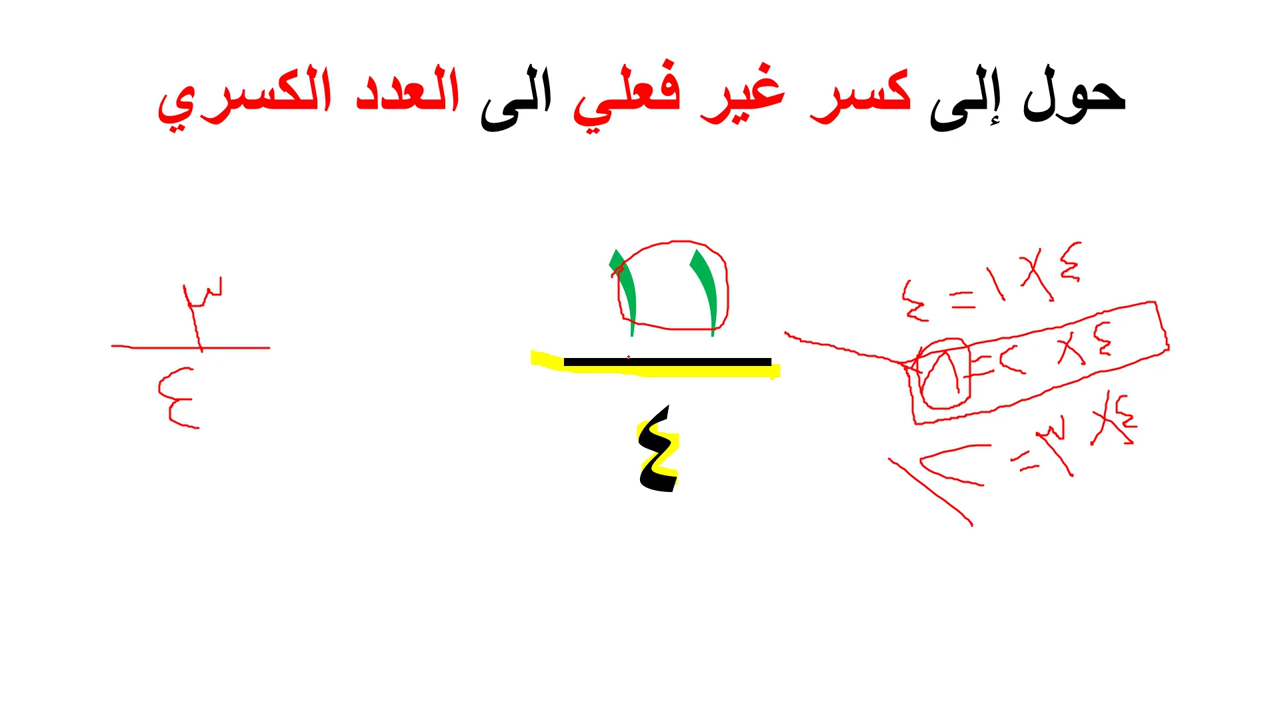 حول إلى كسر غير فعلي الى العدد الكسري
١١
٤
٤ × ١ = ٤
٤ × ٢ = ٨
٤ × ٣ = ١٢
٣
٤